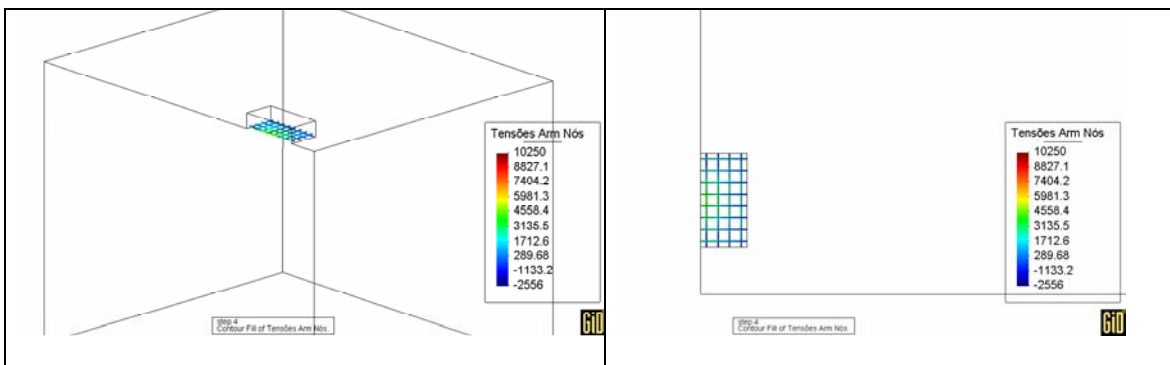 Tensões Arm Nós
10250
8827.1
7404.2
5981.3
4558.4
3135.5
1712.6
289.68
-1133.2
-2556
step 4
Contour Fill of Tensões Arm Nós.
GiD
Tensões Arm Nós
10250
8827.1
7404.2
5981.3
4558.4
3135.5
1712.6
289.68
-1133.2
-2556
step 4
Contour Fill of Tensões Arm Nós.
GiD